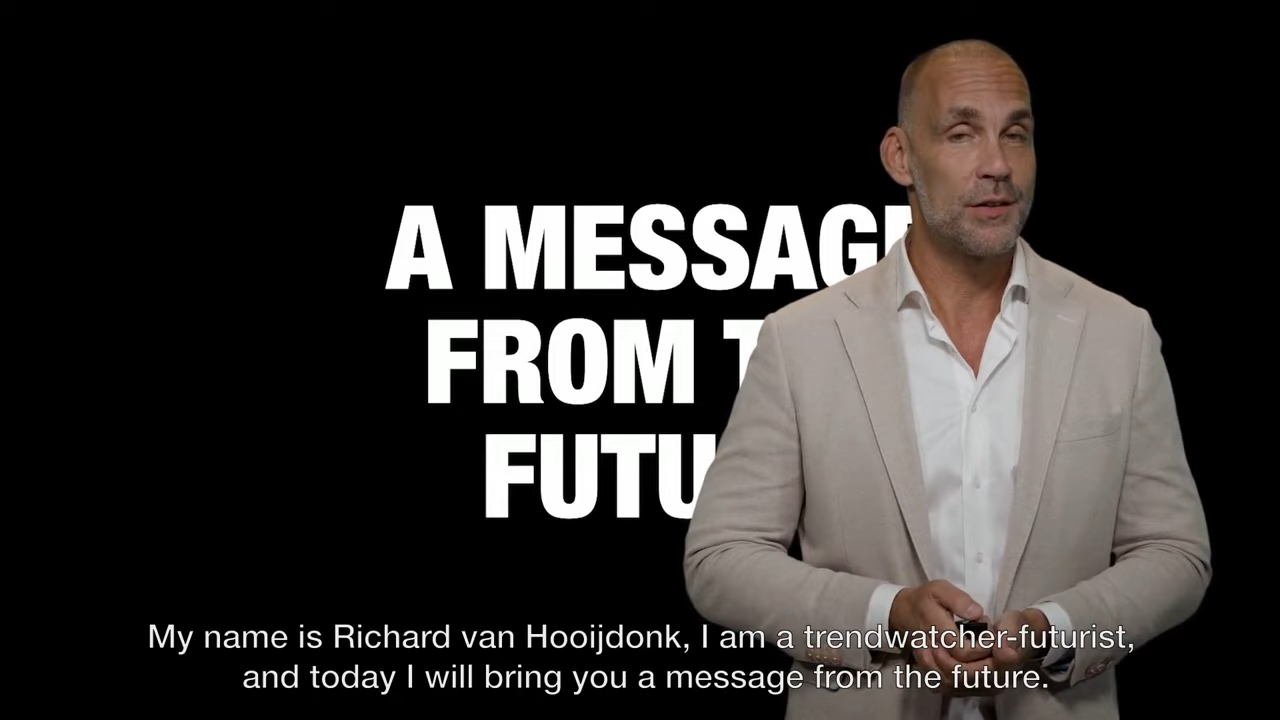 A MESSAGE
FROM T
FUTU
My name is Richard van Hooijdonk, I am a trendwatcher-futurist,
and today I will bring you a message from the future.